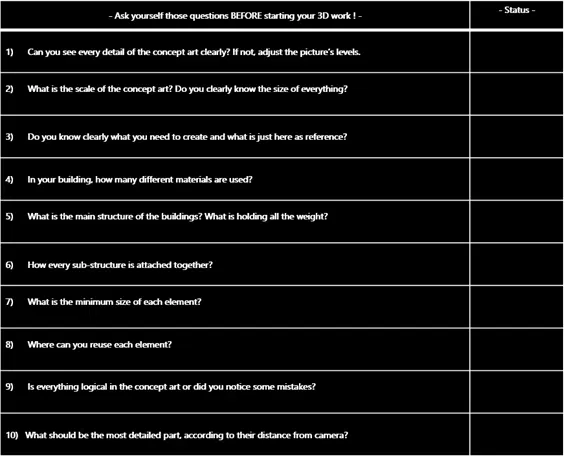 - Ask yourself those questions BEFORE starting your 3D work ! -
- Status -
1) Can you see every detail of the concept art clearly? If not, adjust the picture's levels.
2) What is the scale of the concept art? Do you clearly know the size of everything?
3) Do you know clearly what you need to create and what is just here as reference?
4) In your building, how many different materials are used?
5) What is the main structure of the buildings? What is holding all the weight?
6) How every sub-structure is attached together?
7) What is the minimum size of each element?
8) Where can you reuse each element?
9) Is everything logical in the concept art or did you notice some mistakes?
10) What should be the most detailed part, according to their distance from camera?